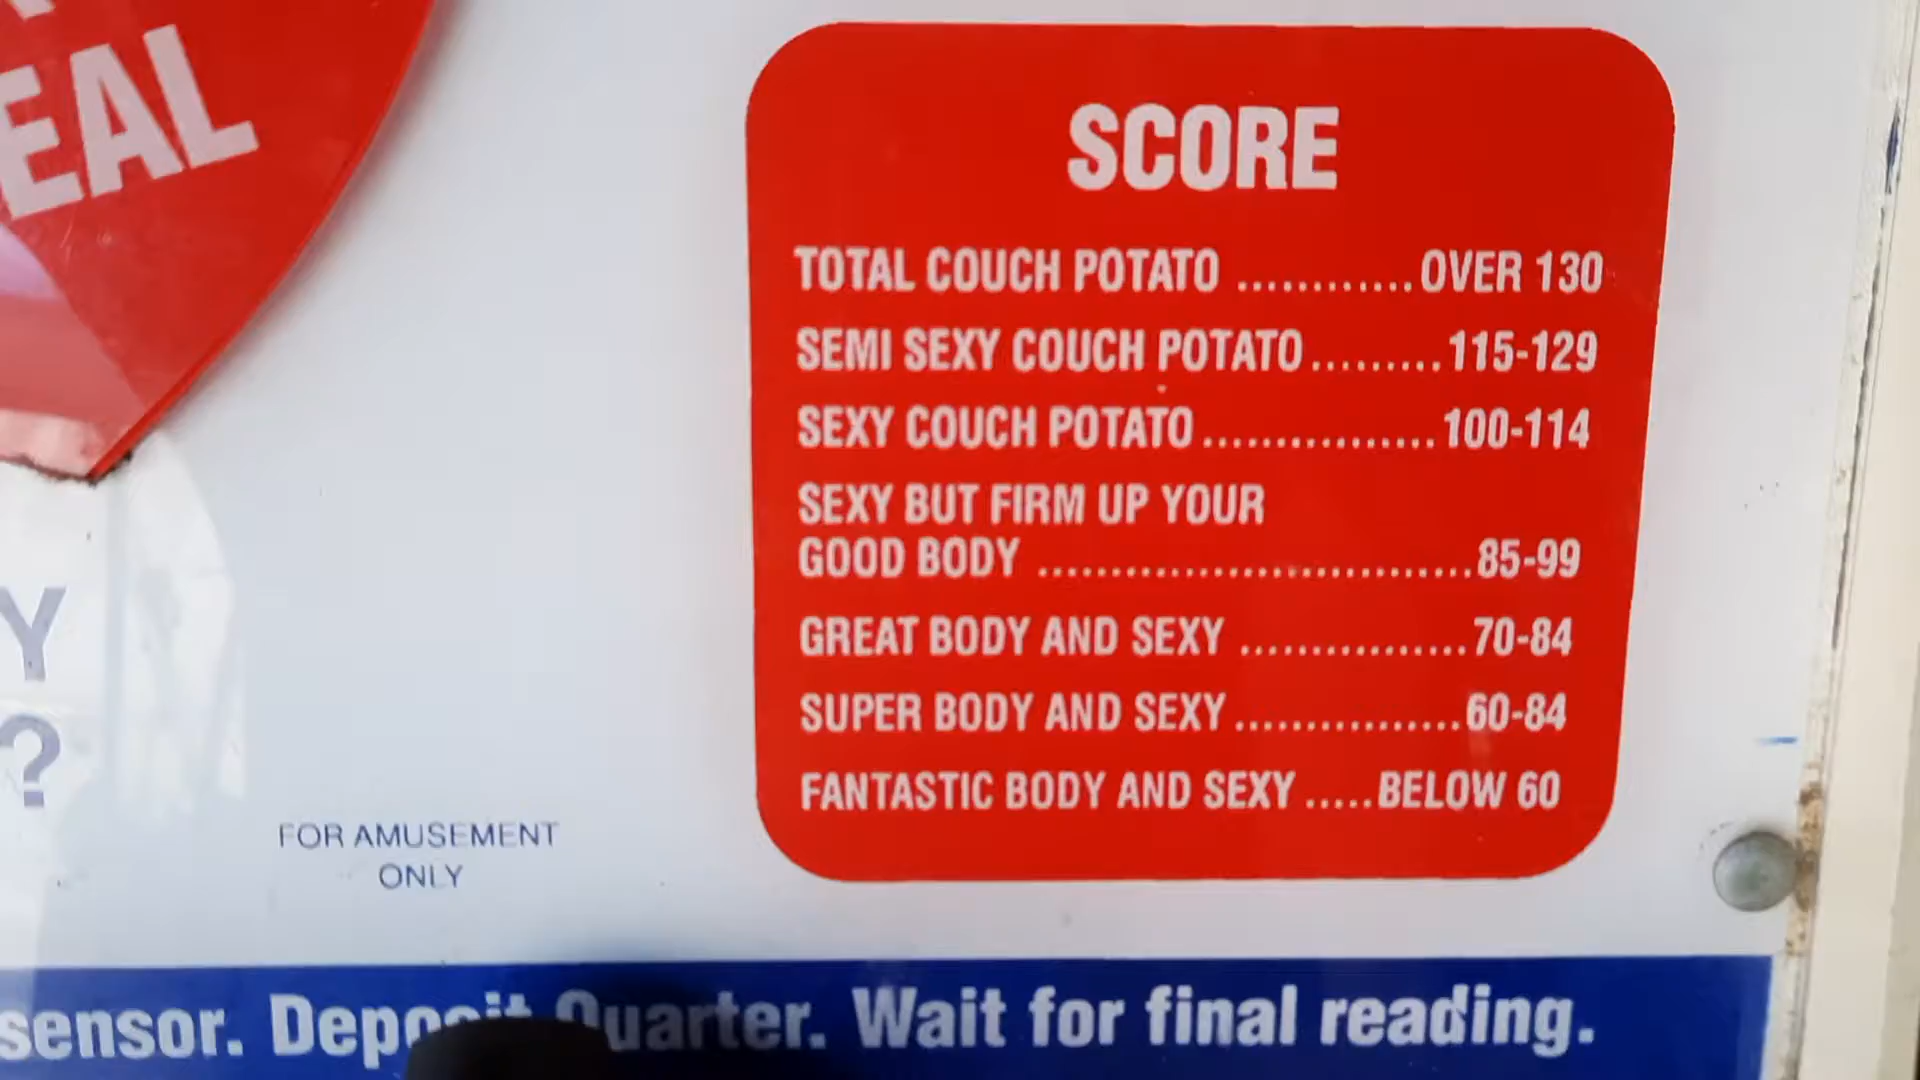 EAL
SCORE
TOTAL COUCH POTATO ............OVER 130
SEMI SEXY COUCH POTATO.........115-129
SEXY COUCH POTATO................100-114
SEXY BUT FIRM UP YOUR
GOOD BODY ..............................85-99
GREAT BODY AND SEXY ................70-84
SUPER BODY AND SEXY................60-84
FANTASTIC BODY AND SEXY .....BELOW 60
Y
?
FOR AMUSEMENT
ONLY
sensor. Deposit Quarter. Wait for final reading.